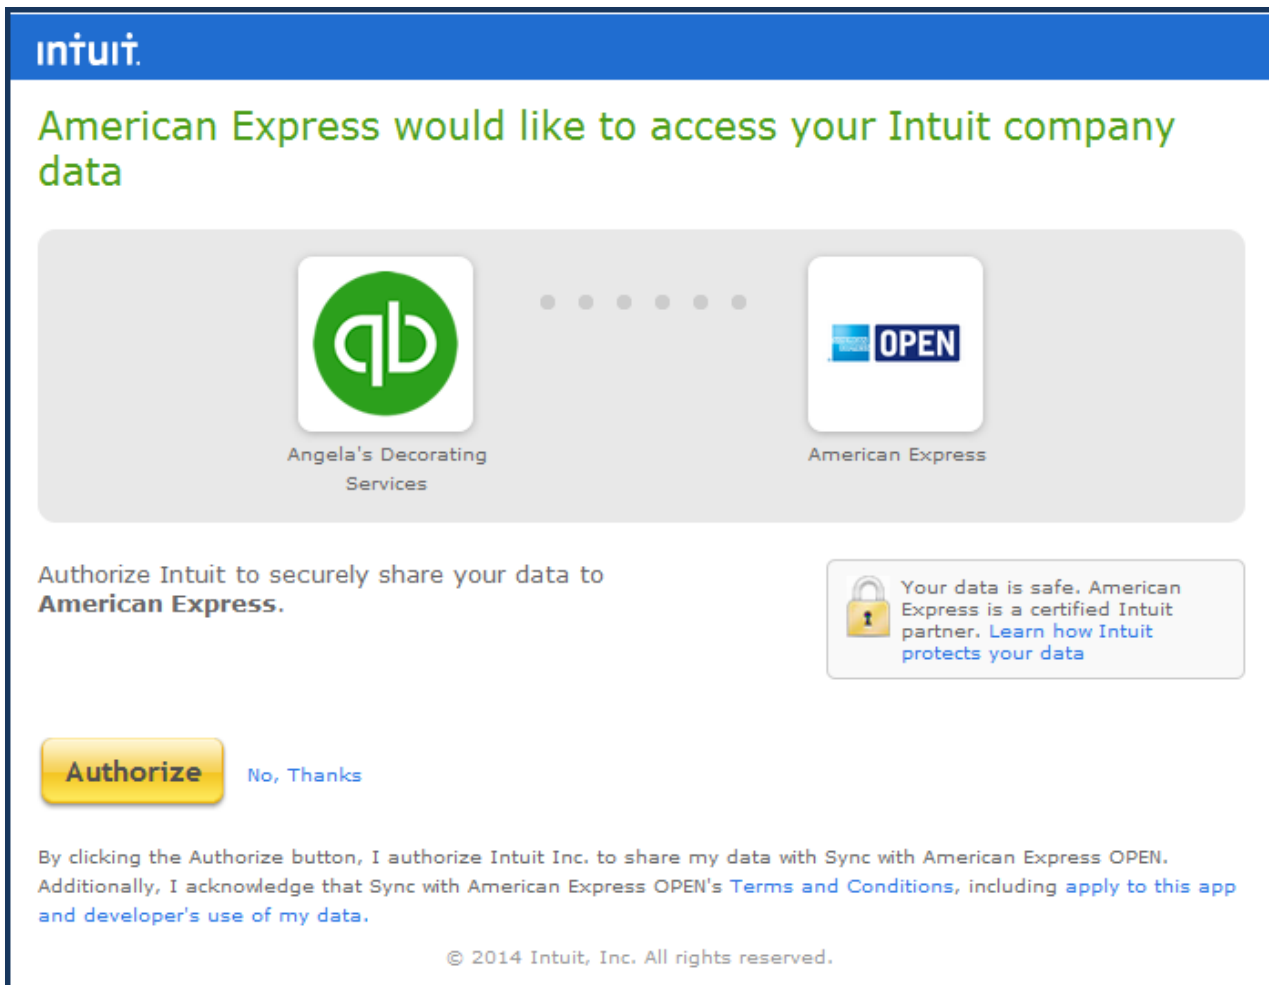 intuit.
American Express would like to access your Intuit company
data
qb
OPEN
Angela's Decorating
Services
American Express
Authorize Intuit to securely share your data to
American Express.
Your data is safe. American
Express is a certified Intuit
partner. Learn how Intuit
protects your data
Authorize
No, Thanks
By clicking the Authorize button, I authorize Intuit Inc. to share my data with Sync with American Express OPEN.
Additionally, I acknowledge that Sync with American Express OPEN's Terms and Conditions, including apply to this app
and developer's use of my data.
© 2014 Intuit, Inc. All rights reserved.